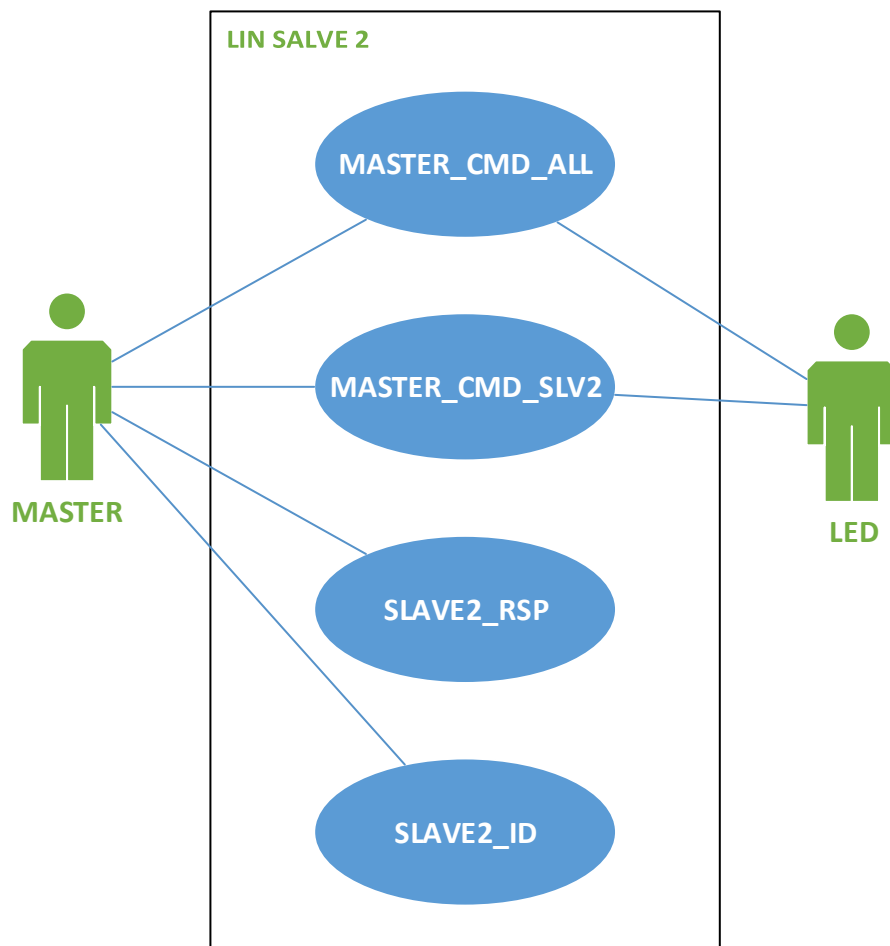 LIN SALVE 2
MASTER_CMD_ALL
MASTER_CMD_SLV2
MASTER
LED
SLAVE2_RSP
SLAVE2_ID